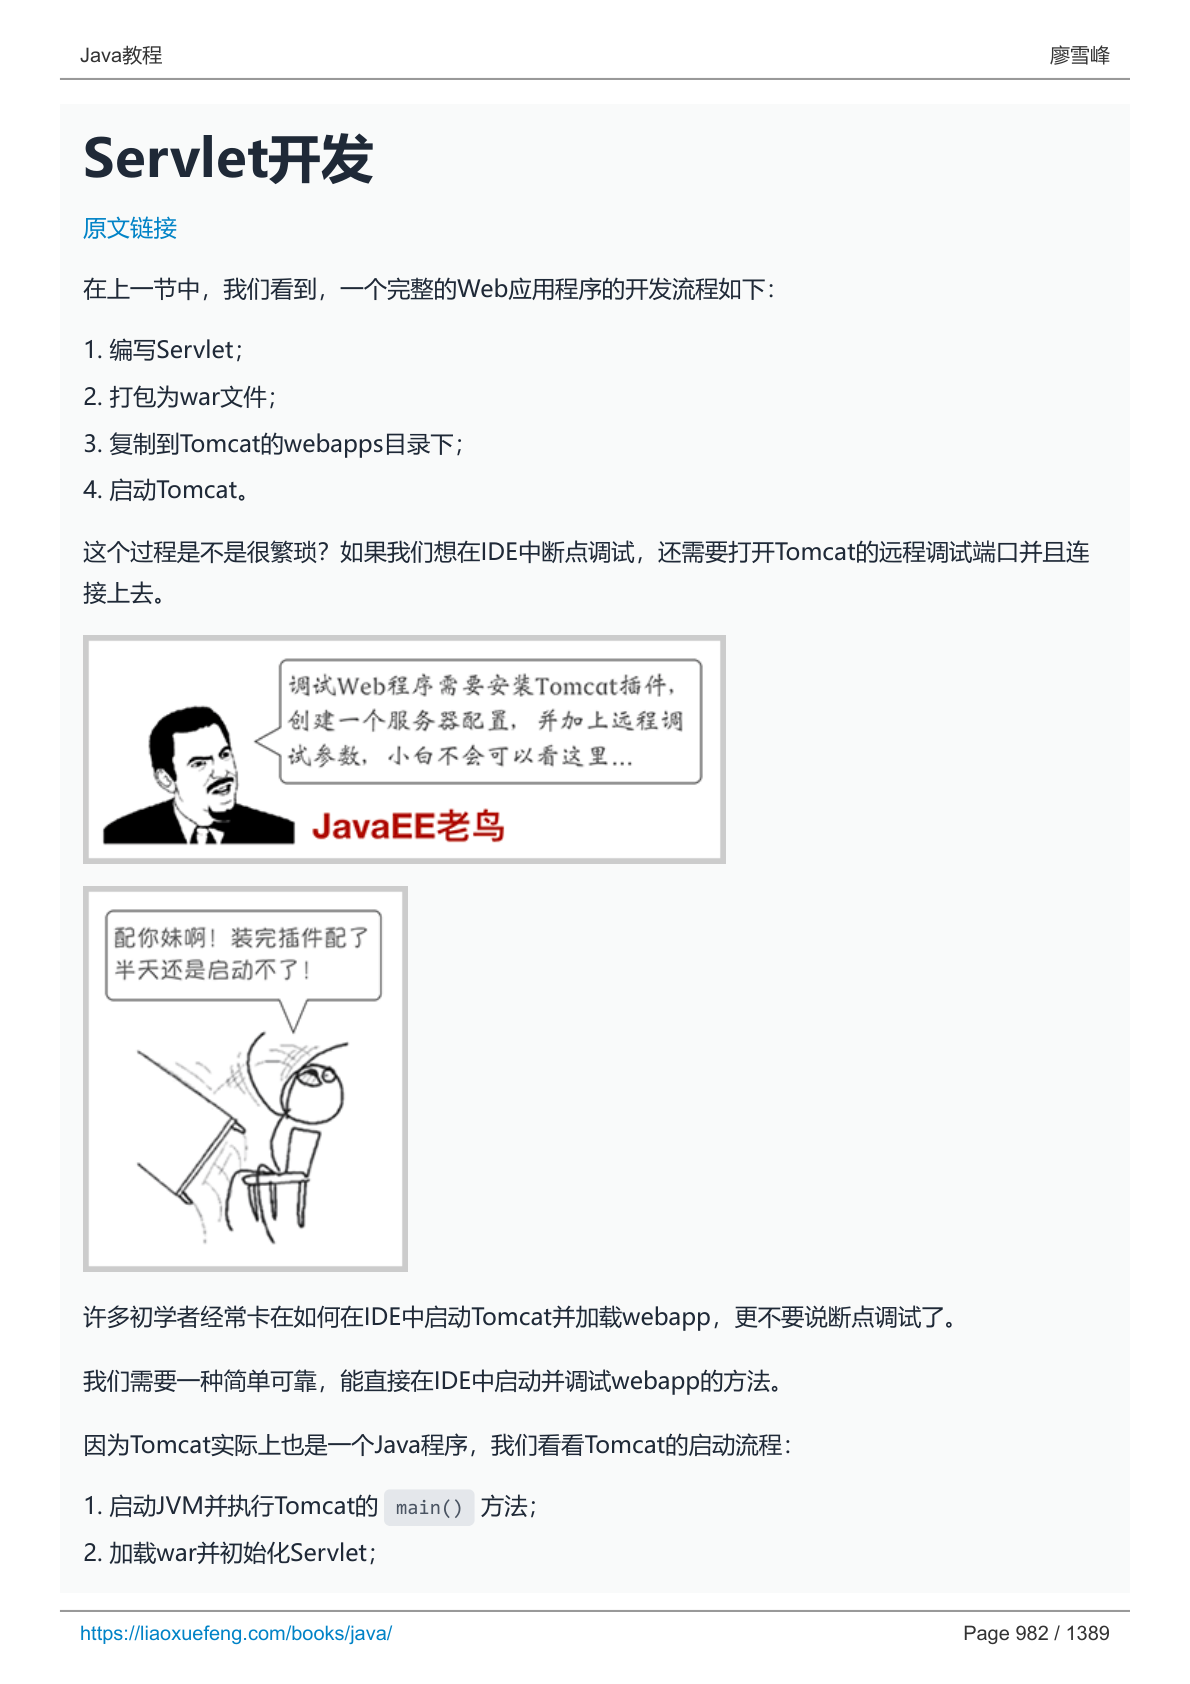 Java教程
廖雪峰
Servlet开发
原文链接
在上一节中，我们看到，一个完整的Web应用程序的开发流程如下：
1. 编写Servlet；
2. 打包为war文件；
3. 复制到Tomcat的webapps目录下；
4. 启动Tomcat。
这个过程是不是很繁琐？如果我们想在IDE中断点调试，还需要打开Tomcat的远程调试端口并且连
接上去。
调试Web程序需要安装Tomcat插件，
创建一个服务器配置，并加上远程调
试参数，小白不会可以看这里...
JavaEE老鸟
配你妹啊！装完插件配了
半天还是启动不了！
许多初学者经常卡在如何在IDE中启动Tomcat并加载webapp，更不要说断点调试了。
我们需要一种简单可靠，能直接在IDE中启动并调试webapp的方法。
因为Tomcat实际上也是一个Java程序，我们看看Tomcat的启动流程：
1. 启动JVM并执行Tomcat的 main() 方法；
2. 加载war并初始化Servlet；
https://liaoxuefeng.com/books/java/
Page 982 / 1389